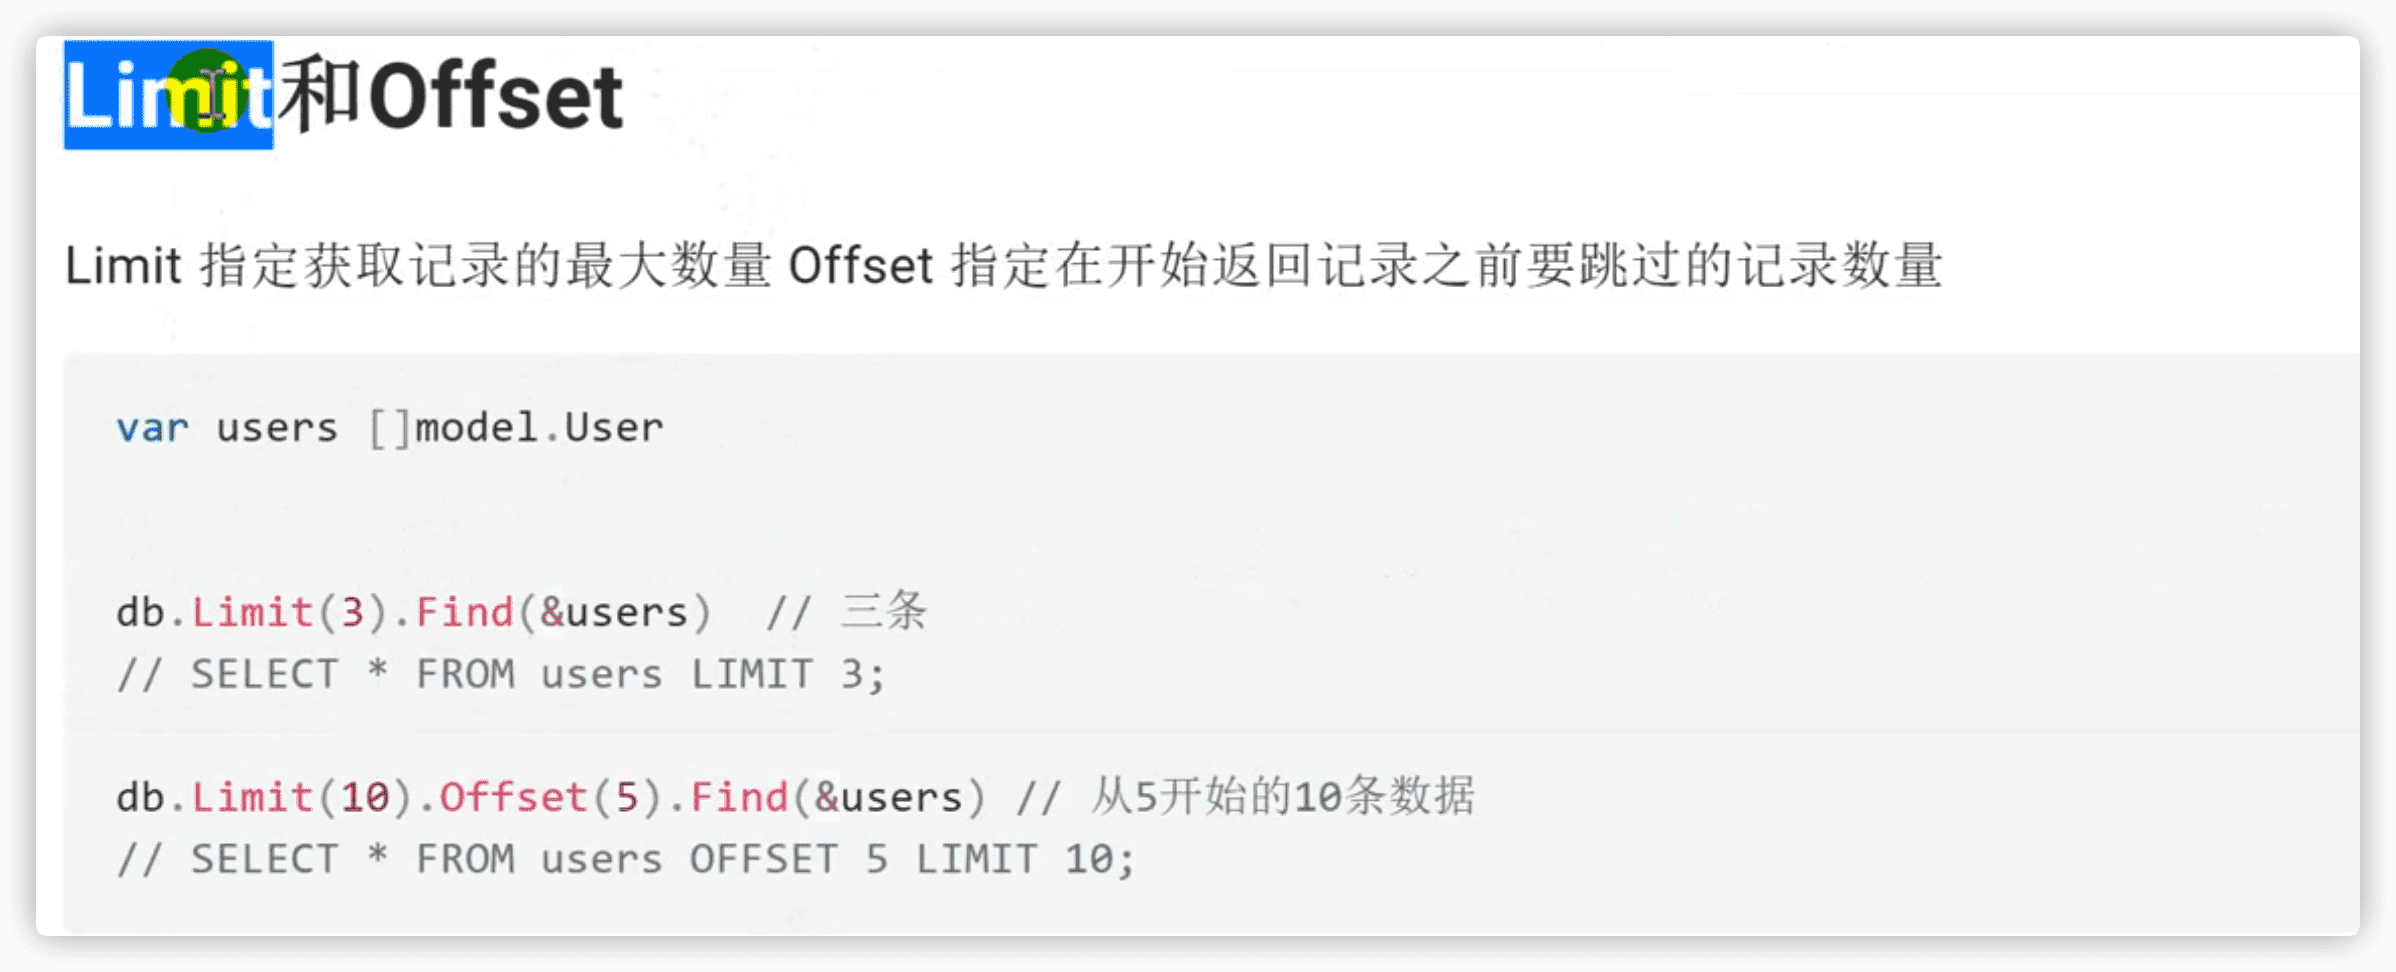 Limit和Offset
Limit 指定获取记录的最大数量 Offset 指定在开始返回记录之前要跳过的记录数量
var users []model.User
db.Limit(3).Find(&users)  // 三条
// SELECT * FROM users LIMIT 3;
db.Limit(10).Offset(5).Find(&users) // 从5开始的10条数据
// SELECT * FROM users OFFSET 5 LIMIT 10;